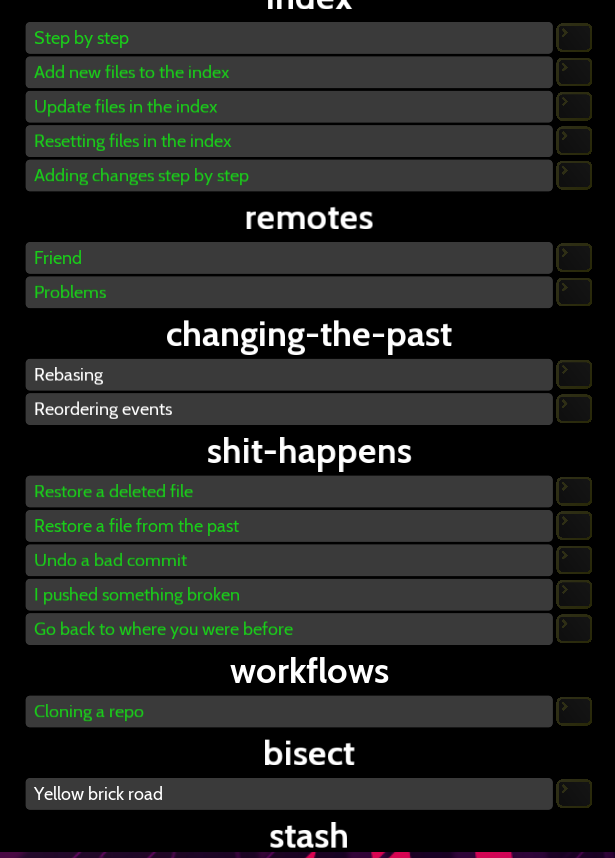 index
Step by step
Add new files to the index
Update files in the index
Resetting files in the index
Adding changes step by step
remotes
Friend
Problems
changing-the-past
Rebasing
Reordering events
shit-happens
Restore a deleted file
Restore a file from the past
Undo a bad commit
I pushed something broken
Go back to where you were before
workflows
Cloning a repo
bisect
Yellow brick road
stash